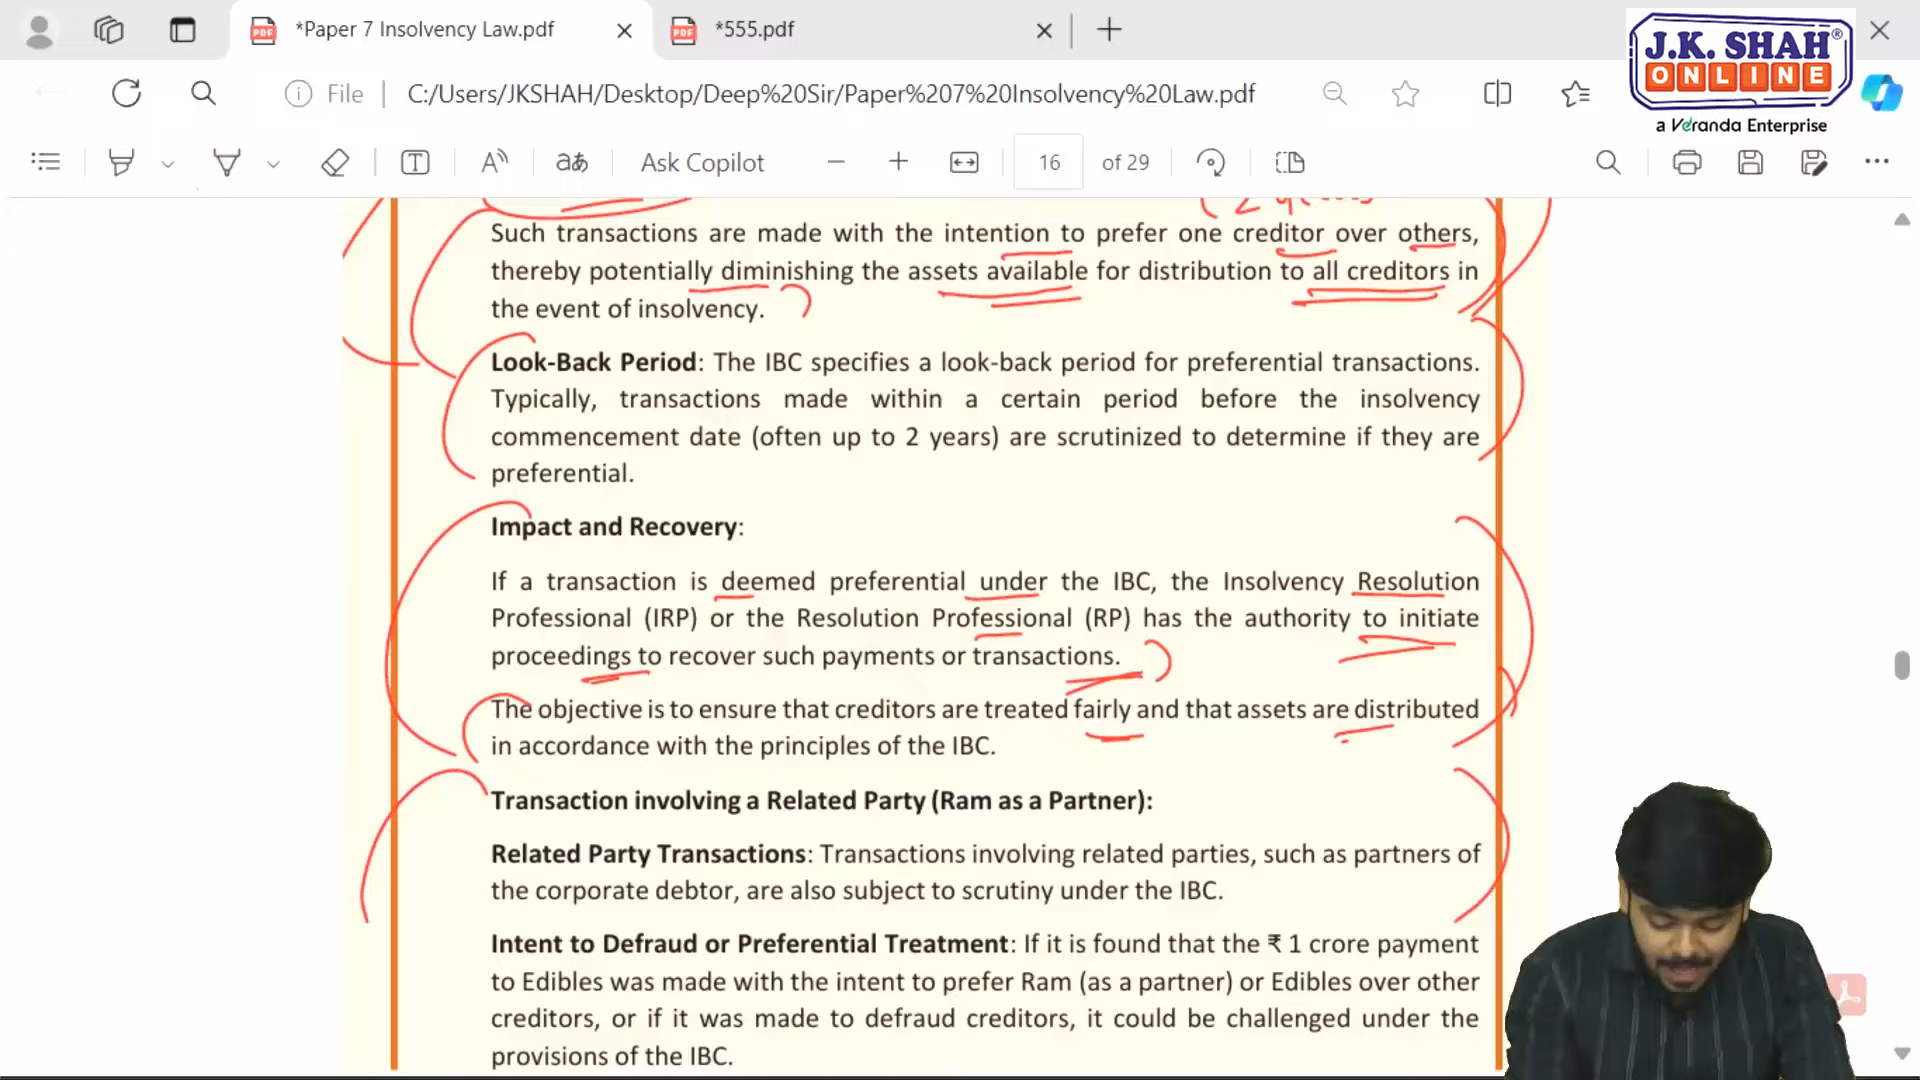 *Paper 7 Insolvency Law.pdf
*555.pdf
J.K. SHAH®
ONLINE
a Veranda Enterprise
File
C:/Users/JKSHAH/Desktop/Deep%20Sir/Paper%207%20Insolvency%20Law.pdf
Ask Copilot
16 of 29
Such transactions are made with the intention to prefer one creditor over others,
thereby potentially diminishing the assets available for distribution to all creditors in
the event of insolvency.
Look-Back Period: The IBC specifies a look-back period for preferential transactions.
Typically, transactions made within a certain period before the insolvency
commencement date (often up to 2 years) are scrutinized to determine if they are
preferential.
Impact and Recovery:
If a transaction is deemed preferential under the IBC, the Insolvency Resolution
Professional (IRP) or the Resolution Professional (RP) has the authority to initiate
proceedings to recover such payments or transactions.
The objective is to ensure that creditors are treated fairly and that assets are distributed
in accordance with the principles of the IBC.
Transaction involving a Related Party (Ram as a Partner):
Related Party Transactions: Transactions involving related parties, such as partners of
the corporate debtor, are also subject to scrutiny under the IBC.
Intent to Defraud or Preferential Treatment: If it is found that the ₹ 1 crore payment
to Edibles was made with the intent to prefer Ram (as a partner) or Edibles over other
creditors, or if it was made to defraud creditors, it could be challenged under the
provisions of the IBC.